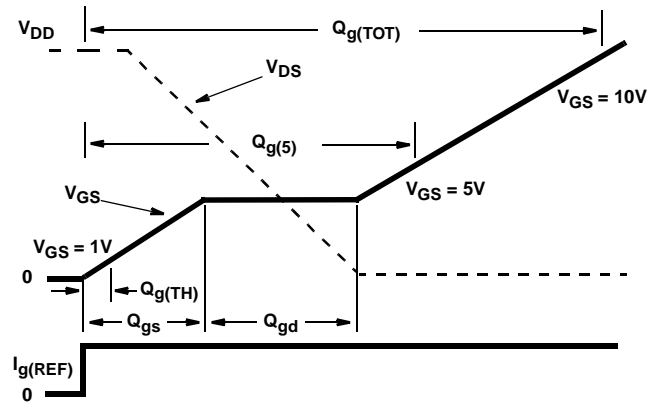 V_DD
Q_g(TOT)
V_DS
V_GS = 10V
Q_g(5)
V_GS
V_GS = 5V
V_GS = 1V
0
Q_g(TH)
Q_gs
Q_gd
I_g(REF)
0